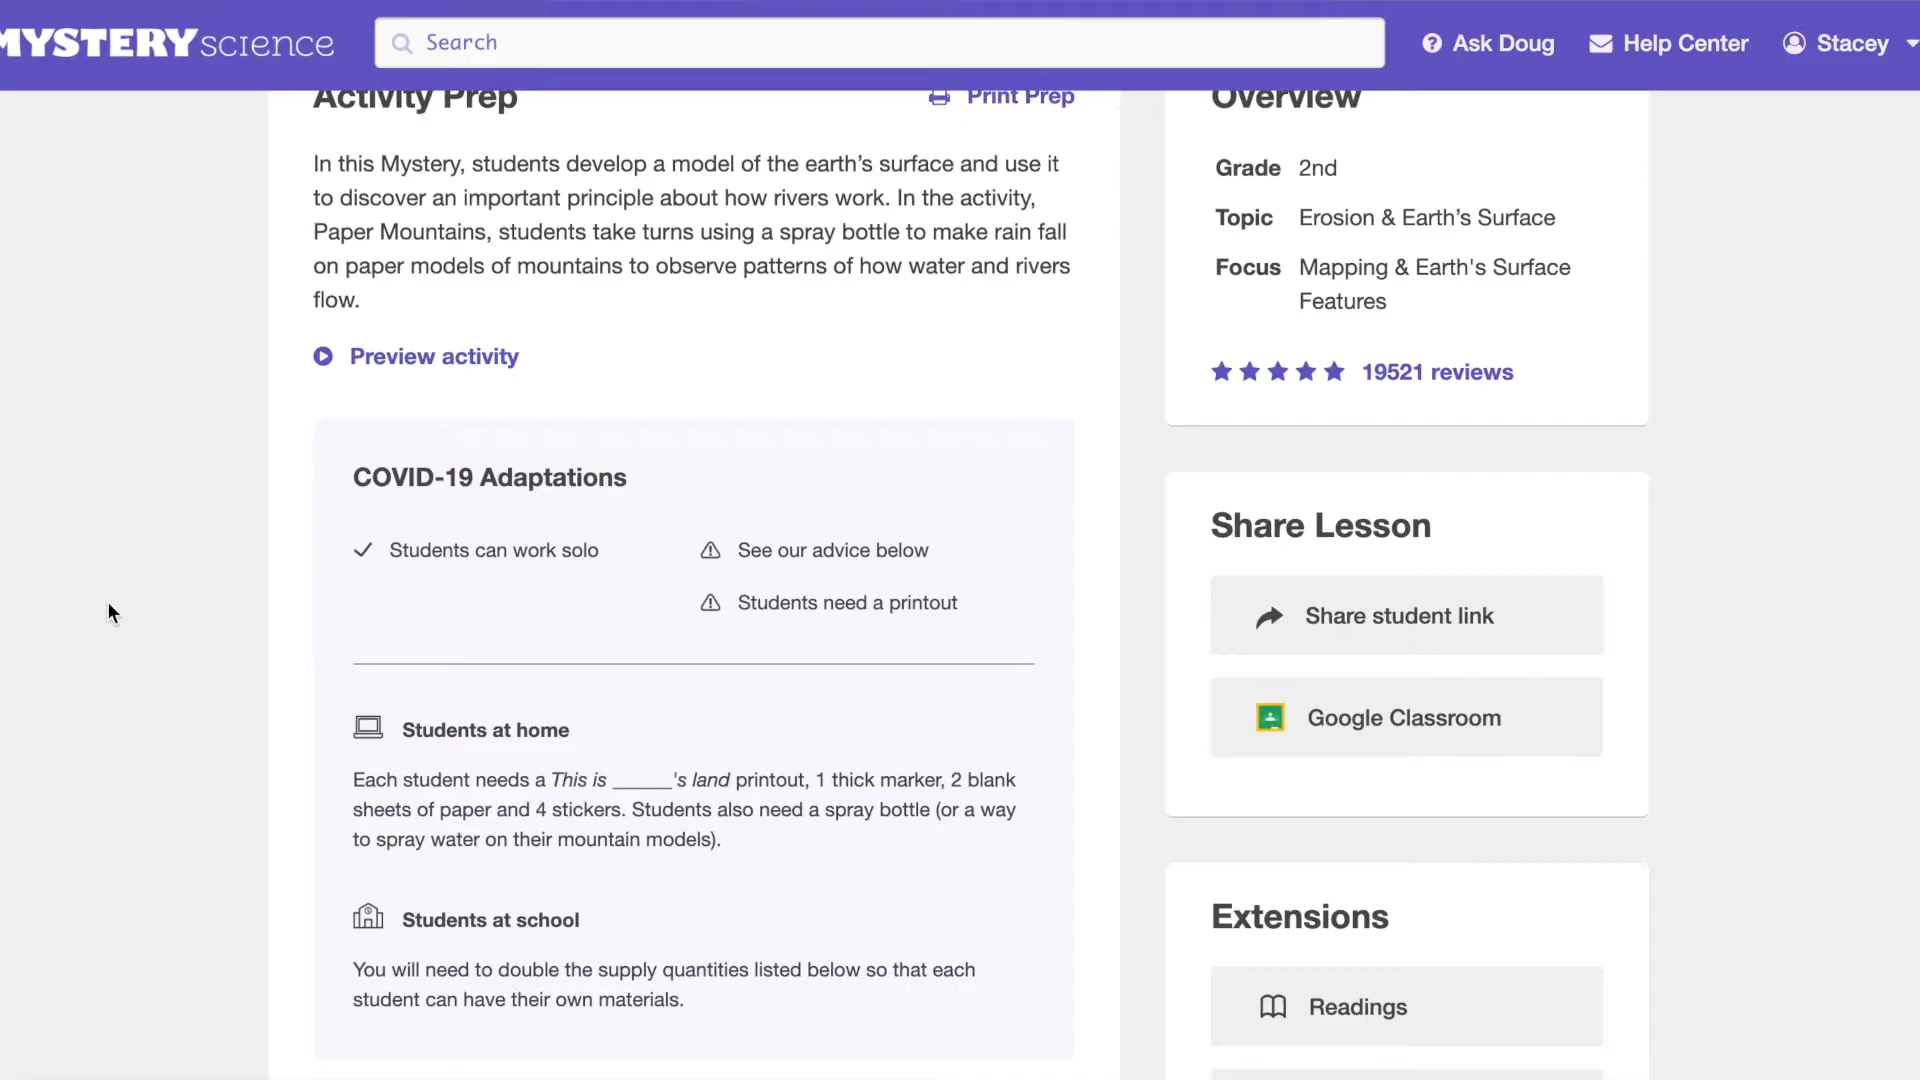 MYSTERYscience
Search
Ask Doug
Help Center
Stacey
Activity Prep
Print Prep
In this Mystery, students develop a model of the earth’s surface and use it
to discover an important principle about how rivers work. In the activity,
Paper Mountains, students take turns using a spray bottle to make rain fall
on paper models of mountains to observe patterns of how water and rivers
flow.
Preview activity
COVID-19 Adaptations
Students can work solo
See our advice below
Students need a printout
Students at home
Each student needs a This is ______'s land printout, 1 thick marker, 2 blank
sheets of paper and 4 stickers. Students also need a spray bottle (or a way
to spray water on their mountain models).
Students at school
You will need to double the supply quantities listed below so that each
student can have their own materials.
Overview
Grade 2nd
Topic Erosion & Earth’s Surface
Focus Mapping & Earth's Surface
Features
19521 reviews
Share Lesson
Share student link
Google Classroom
Extensions
Readings